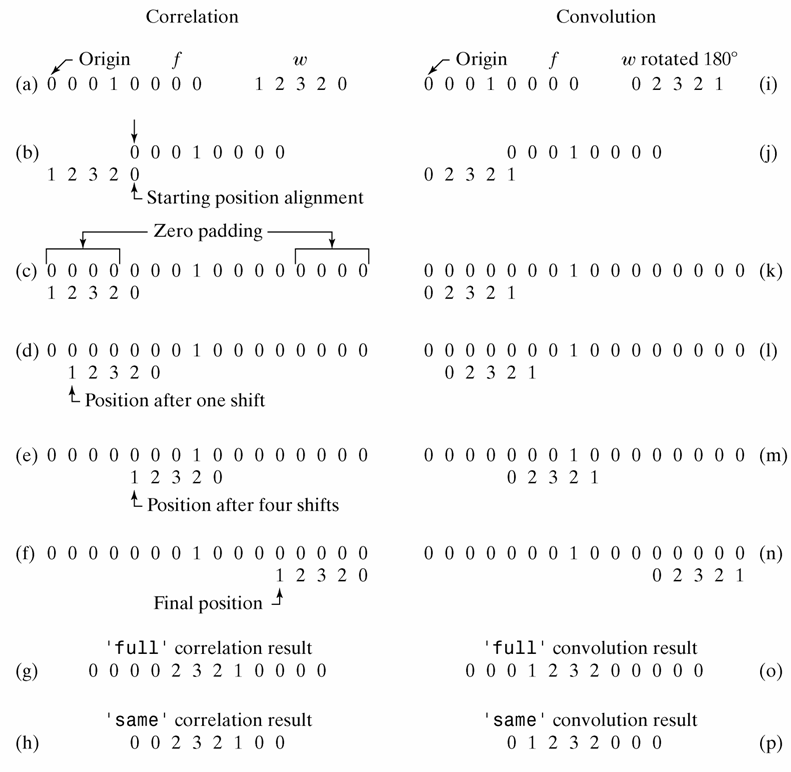 Correlation Convolution
Origin f w Origin f w rotated 180°
(a) 0 0 0 1 0 0 0 0 1 2 3 2 0 0 0 0 1 0 0 0 0 0 2 3 2 1 (i)
(b) 0 0 0 1 0 0 0 0 0 0 0 1 0 0 0 0 (j)
1 2 3 2 0 0 2 3 2 1
Starting position alignment
Zero padding
(c) 0 0 0 0 0 0 0 1 0 0 0 0 0 0 0 0 0 0 0 0 0 0 0 1 0 0 0 0 0 0 0 0 (k)
1 2 3 2 0 0 2 3 2 1
(d) 0 0 0 0 0 0 0 1 0 0 0 0 0 0 0 0 0 0 0 0 0 0 0 1 0 0 0 0 0 0 0 0 (l)
1 2 3 2 0 0 2 3 2 1
Position after one shift
(e) 0 0 0 0 0 0 0 1 0 0 0 0 0 0 0 0 0 0 0 0 0 0 0 1 0 0 0 0 0 0 0 0 (m)
1 2 3 2 0 0 2 3 2 1
Position after four shifts
(f) 0 0 0 0 0 0 0 1 0 0 0 0 0 0 0 0 0 0 0 0 0 0 0 1 0 0 0 0 0 0 0 0 (n)
1 2 3 2 0 0 2 3 2 1
Final position
'full' correlation result 'full' convolution result
(g) 0 0 0 0 2 3 2 1 0 0 0 0 0 0 0 1 2 3 2 0 0 0 0 0 (o)
'same' correlation result 'same' convolution result
(h) 0 0 2 3 2 1 0 0 0 1 2 3 2 0 0 0 (p)